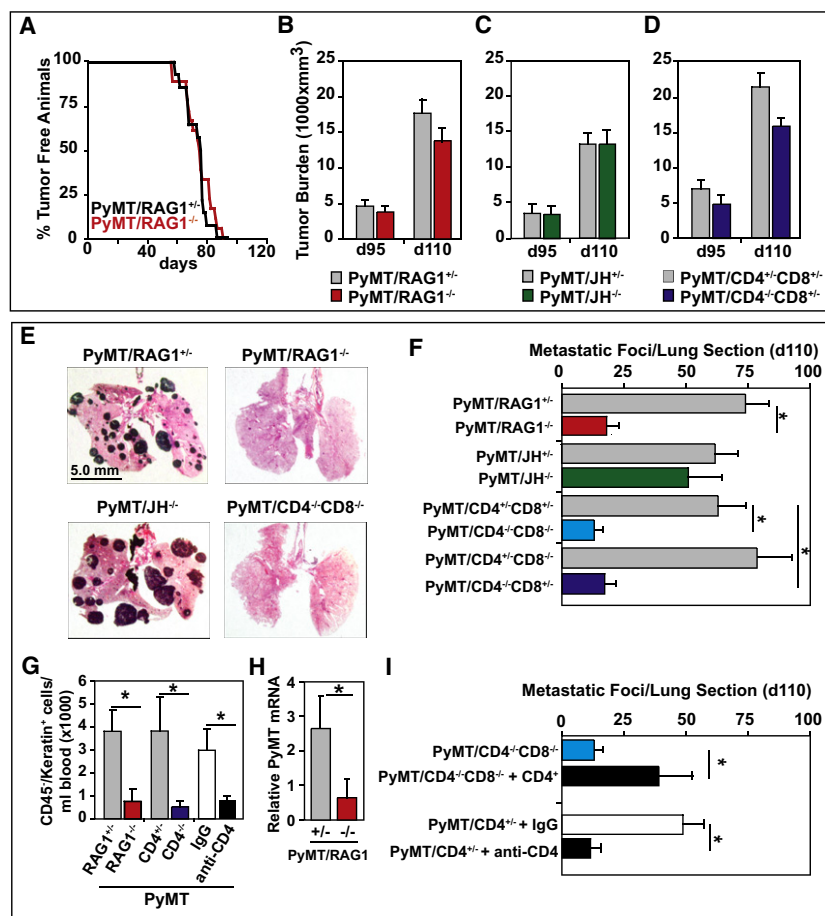 A
% Tumor Free Animals
100
75
50
25
0
40
80
120
days
PyMT/RAG1+/-
PyMT/RAG1-/-
B
Tumor Burden (1000xmm3)
25
20
15
10
5
0
d95 d110
PyMT/RAG1+/-
PyMT/RAG1-/-
C
25
20
15
10
5
0
d95 d110
PyMT/JH+/-
PyMT/JH-/-
D
25
20
15
10
5
0
d95 d110
PyMT/CD4+/-CD8+/-
PyMT/CD4-/-CD8+/-
E
PyMT/RAG1+/- PyMT/RAG1-/-
5.0 mm
PyMT/JH-/- PyMT/CD4-/-CD8-/-
F
Metastatic Foci/Lung Section (d110)
0 25 50 75 100
PyMT/RAG1+/-
PyMT/RAG1-/-
*
PyMT/JH+/-
PyMT/JH-/-
PyMT/CD4+/-CD8+/-
PyMT/CD4-/-CD8-/-
*
PyMT/CD4+/-CD8-/-
PyMT/CD4-/-CD8+/-
*
G
CD45-/Keratin+ cells/
ml blood (x1000)
6
5
4
3
2
1
0
* * *
RAG1+/-
RAG1-/-
CD4+/-
CD4-/-
IgG
anti-CD4
PyMT
H
Relative PyMT mRNA
4
3
2
1
0
*
+/- -/-
PyMT/RAG1
I
Metastatic Foci/Lung Section (d110)
0 25 50 75 100
PyMT/CD4-/-CD8-/-
PyMT/CD4-/-CD8-/- + CD4+
*
PyMT/CD4+/- + IgG
PyMT/CD4+/- + anti-CD4
*